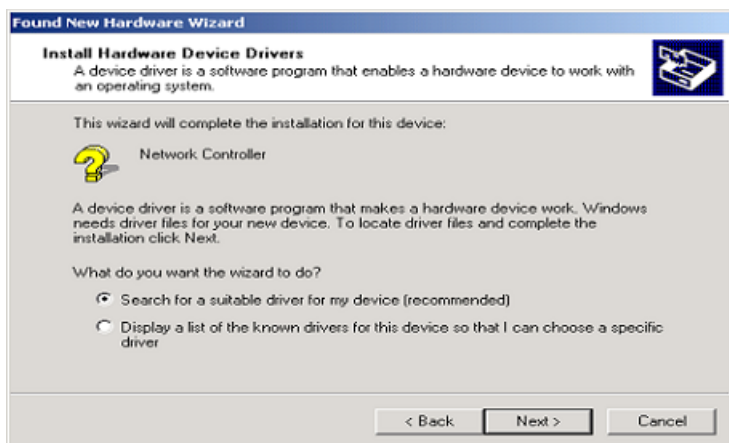 Found New Hardware Wizard
Install Hardware Device Drivers
A device driver is a software program that enables a hardware device to work with
an operating system.
This wizard will complete the installation for this device:
Network Controller
A device driver is a software program that makes a hardware device work. Windows
needs driver files for your new device. To locate driver files and complete the
installation click Next.
What do you want the wizard to do?
Search for a suitable driver for my device (recommended)
Display a list of the known drivers for this device so that I can choose a specific
driver
< Back
Next >
Cancel